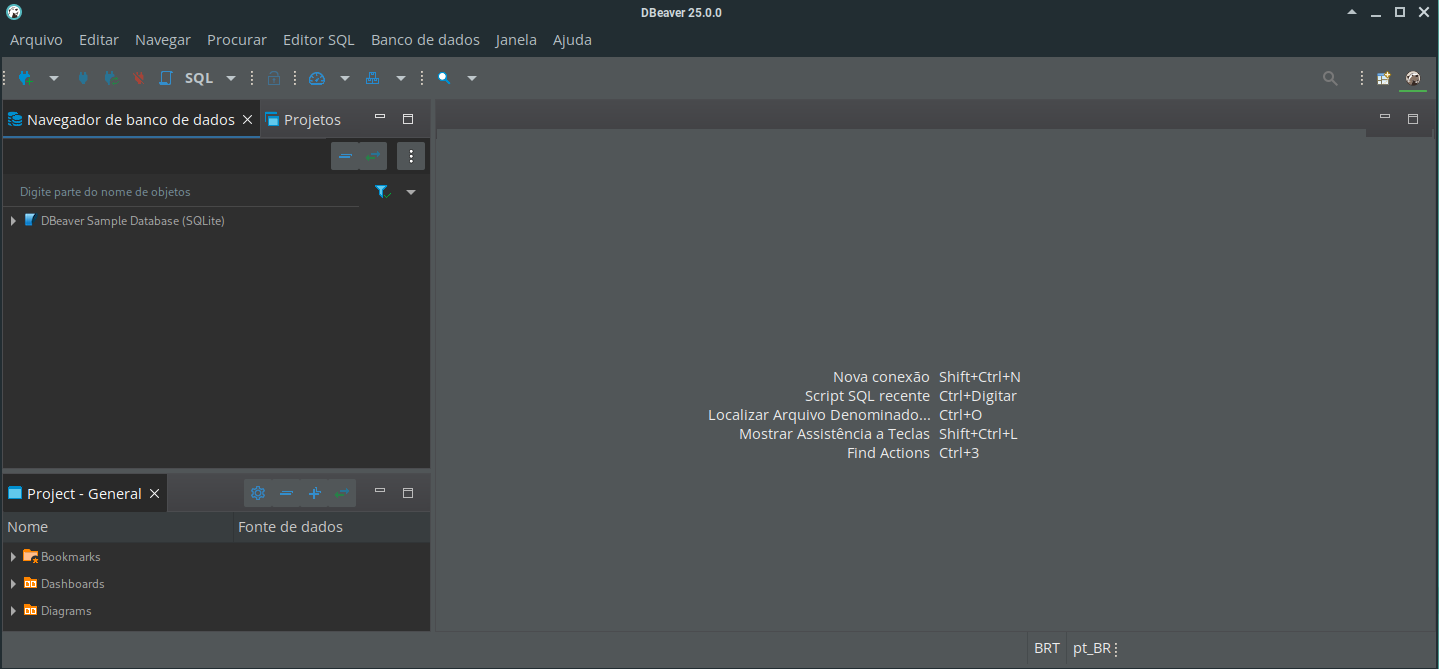 DBeaver 25.0.0
Arquivo Editar Navegar Procurar Editor SQL Banco de dados Janela Ajuda
SQL
Navegador de banco de dados Projetos
Digite parte do nome de objetos
DBeaver Sample Database (SQLite)
Nova conexão Shift+Ctrl+N
Script SQL recente Ctrl+Digitar
Localizar Arquivo Denominado... Ctrl+O
Mostrar Assistência a Teclas Shift+Ctrl+L
Find Actions Ctrl+3
Project - General
Nome Fonte de dados
Bookmarks
Dashboards
Diagrams
BRT pt_BR